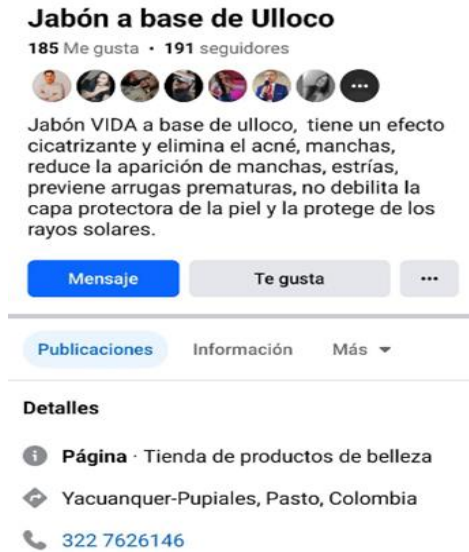 Jabón a base de Ulloco
185 Me gusta · 191 seguidores
Jabón VIDA a base de ulloco, tiene un efecto
cicatrizante y elimina el acné, manchas,
reduce la aparición de manchas, estrías,
previene arrugas prematuras, no debilita la
capa protectora de la piel y la protege de los
rayos solares.
Mensaje
Te gusta
...
Publicaciones
Información
Más
Detalles
Página · Tienda de productos de belleza
Yacuanquer-Pupiales, Pasto, Colombia
322 7626146